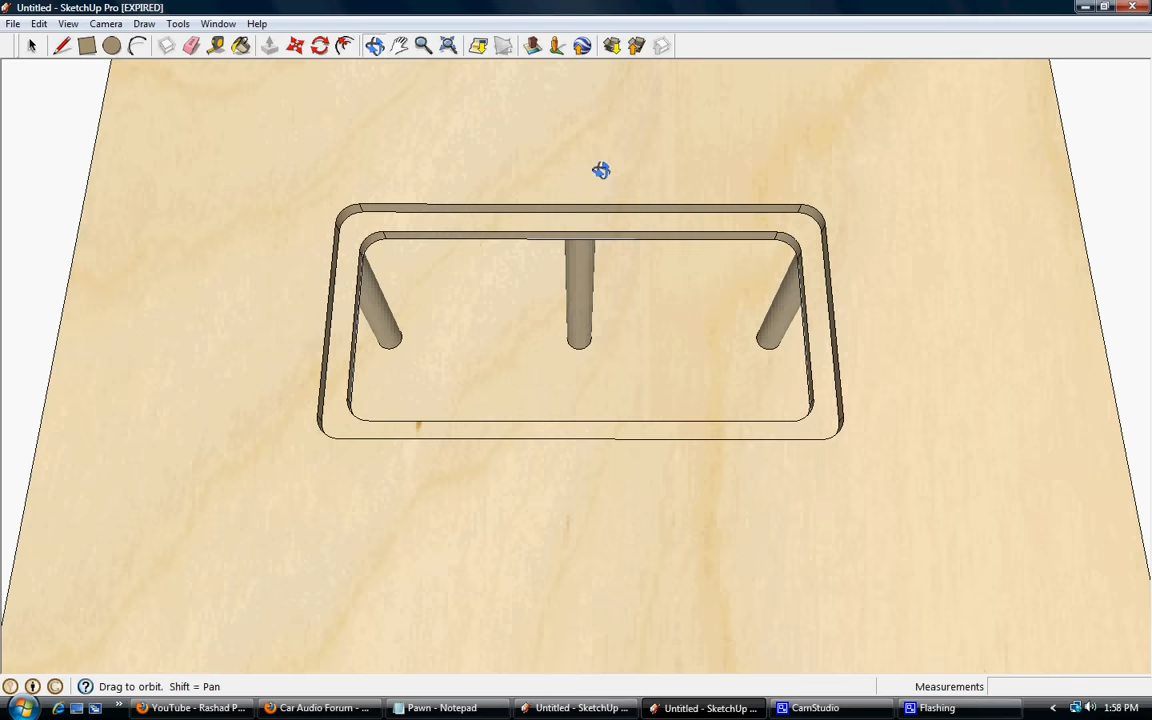 Untitled - SketchUp Pro [EXPIRED]
File Edit View Camera Draw Tools Window Help
Drag to orbit. Shift = Pan
Measurements
YouTube - Rashad P...
Car Audio Forum - ...
Pawn - Notepad
Untitled - SketchUp ...
Untitled - SketchUp ...
CamStudio
Flashing
1:58 PM